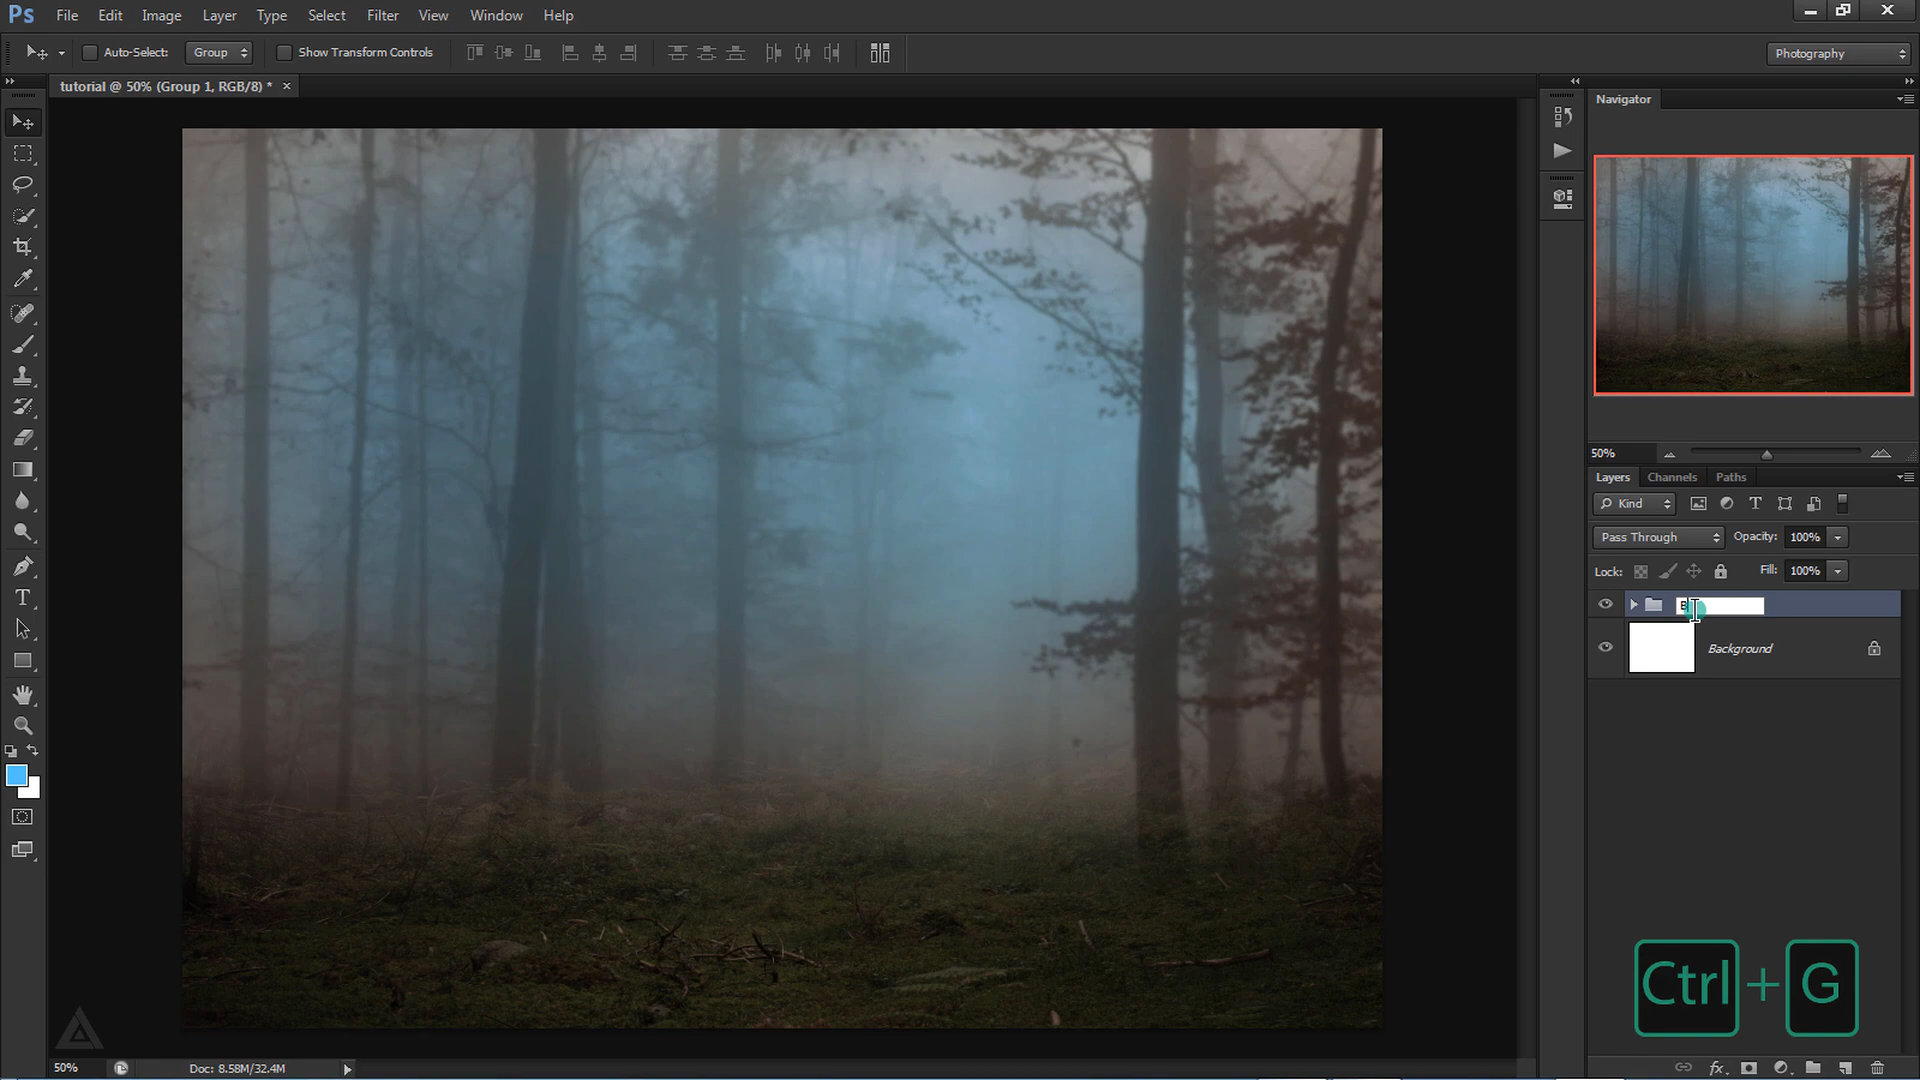 Ps File Edit Image Layer Type Select Filter View Window Help
Auto-Select: Group Show Transform Controls Photography
tutorial @ 50% (Group 1, RGB/8) * ×
Navigator
50%
Layers Channels Paths
Kind
Pass Through Opacity: 100%
Lock: Fill: 100%
B
Background
Ctrl + G
50% Doc: 8.58M/32.4M
fx